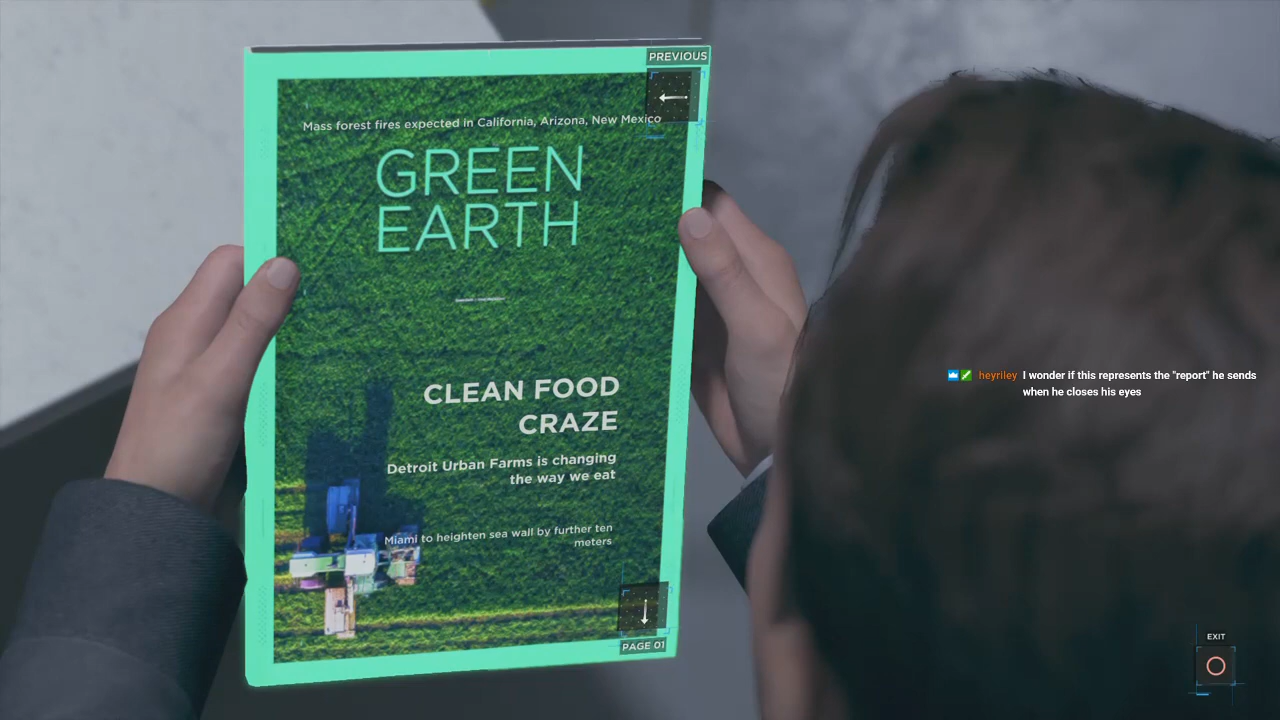 PREVIOUS
Mass forest fires expected in California, Arizona, New Mexico
GREEN
EARTH
CLEAN FOOD
CRAZE
Detroit Urban Farms is changing
the way we eat
Miami to heighten sea wall by further ten
meters
PAGE 01
heyriley I wonder if this represents the "report" he sends
when he closes his eyes
EXIT